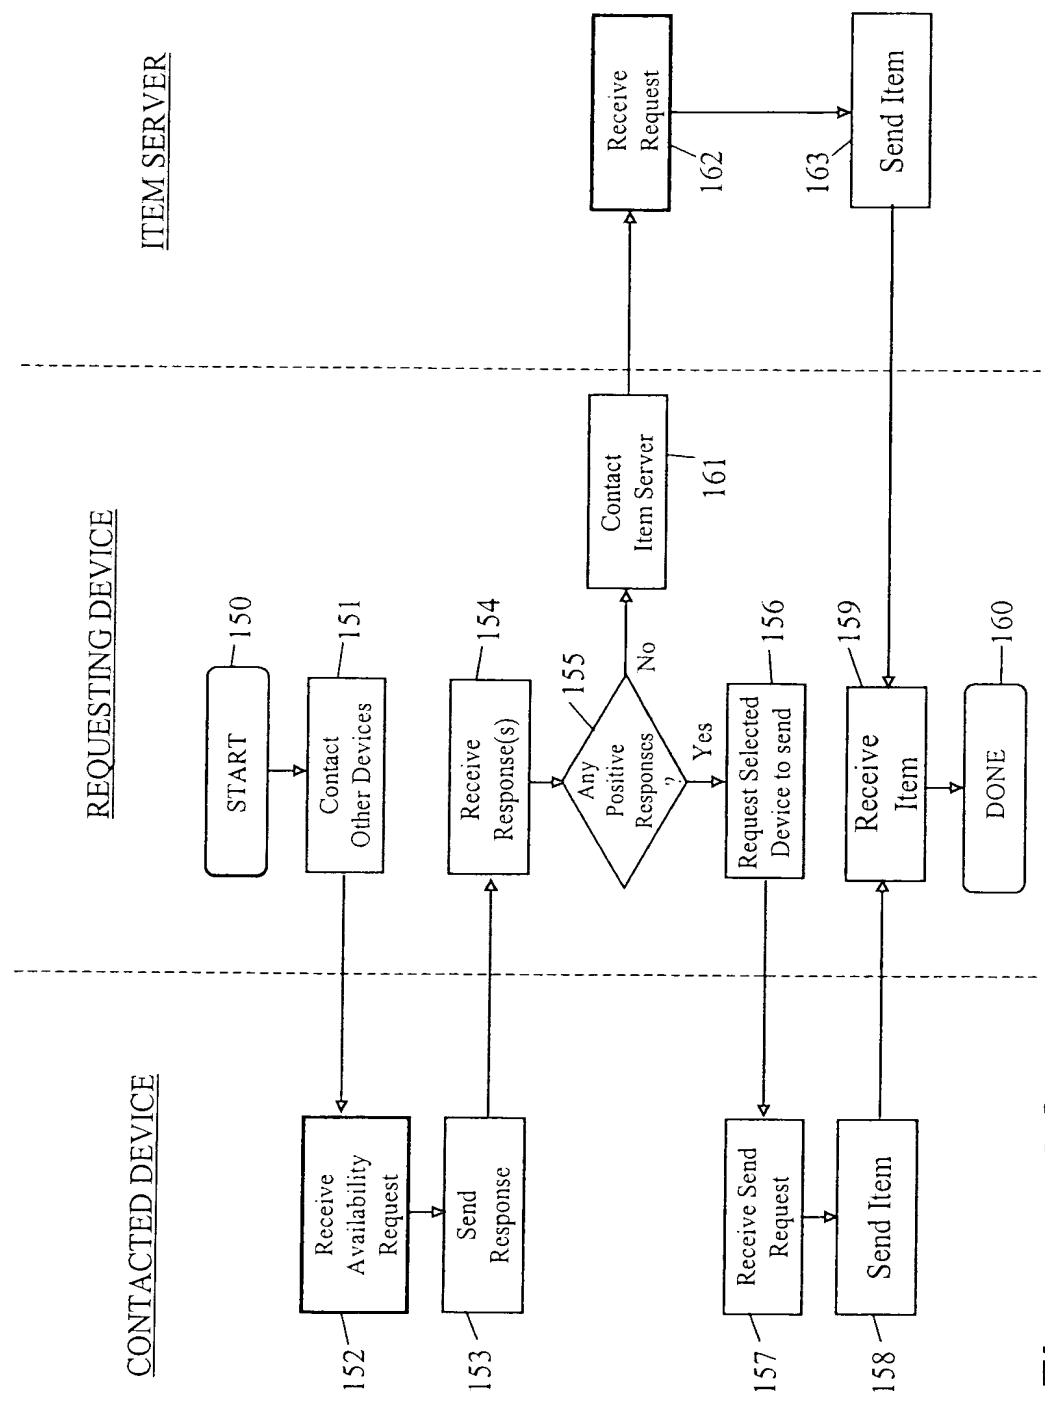 CONTACTED DEVICE
REQUESTING DEVICE
ITEM SERVER
START
150
Contact
Other Devices
151
Receive
Availability
Request
152
Send
Response
153
Receive
Response(s)
154
Any
Positive
Responses
?
155
No
Yes
Contact
Item Server
161
Receive
Request
162
Request Selected
Device to send
156
Receive Send
Request
157
Send Item
158
Send Item
163
Receive
Item
159
DONE
160